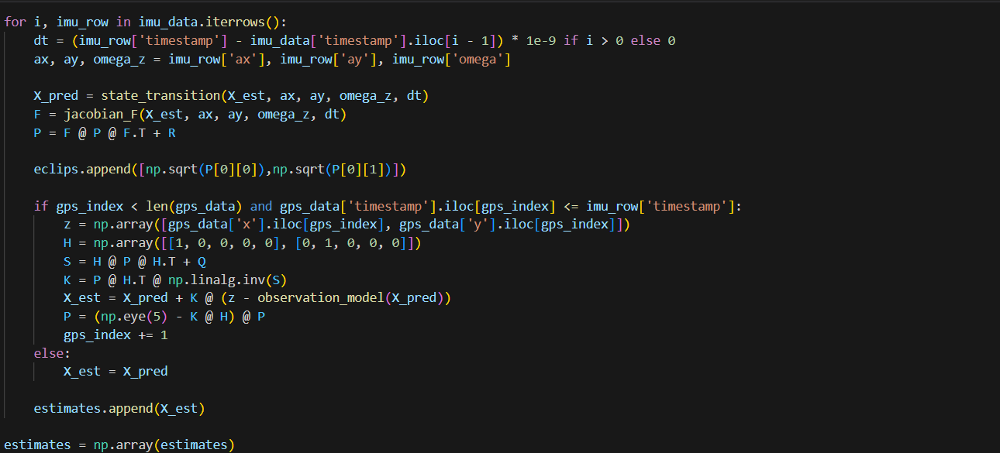 for i, imu_row in imu_data.iterrows():
    dt = (imu_row['timestamp'] - imu_data['timestamp'].iloc[i - 1]) * 1e-9 if i > 0 else 0
    ax, ay, omega_z = imu_row['ax'], imu_row['ay'], imu_row['omega']

    X_pred = state_transition(X_est, ax, ay, omega_z, dt)
    F = jacobian_F(X_est, ax, ay, omega_z, dt)
    P = F @ P @ F.T + R

    eclips.append([np.sqrt(P[0][0]),np.sqrt(P[0][1])])

    if gps_index < len(gps_data) and gps_data['timestamp'].iloc[gps_index] <= imu_row['timestamp']:
        z = np.array([gps_data['x'].iloc[gps_index], gps_data['y'].iloc[gps_index]])
        H = np.array([[1, 0, 0, 0, 0], [0, 1, 0, 0, 0]])
        S = H @ P @ H.T + Q
        K = P @ H.T @ np.linalg.inv(S)
        X_est = X_pred + K @ (z - observation_model(X_pred))
        P = (np.eye(5) - K @ H) @ P
        gps_index += 1
    else:
        X_est = X_pred

    estimates.append(X_est)

estimates = np.array(estimates)